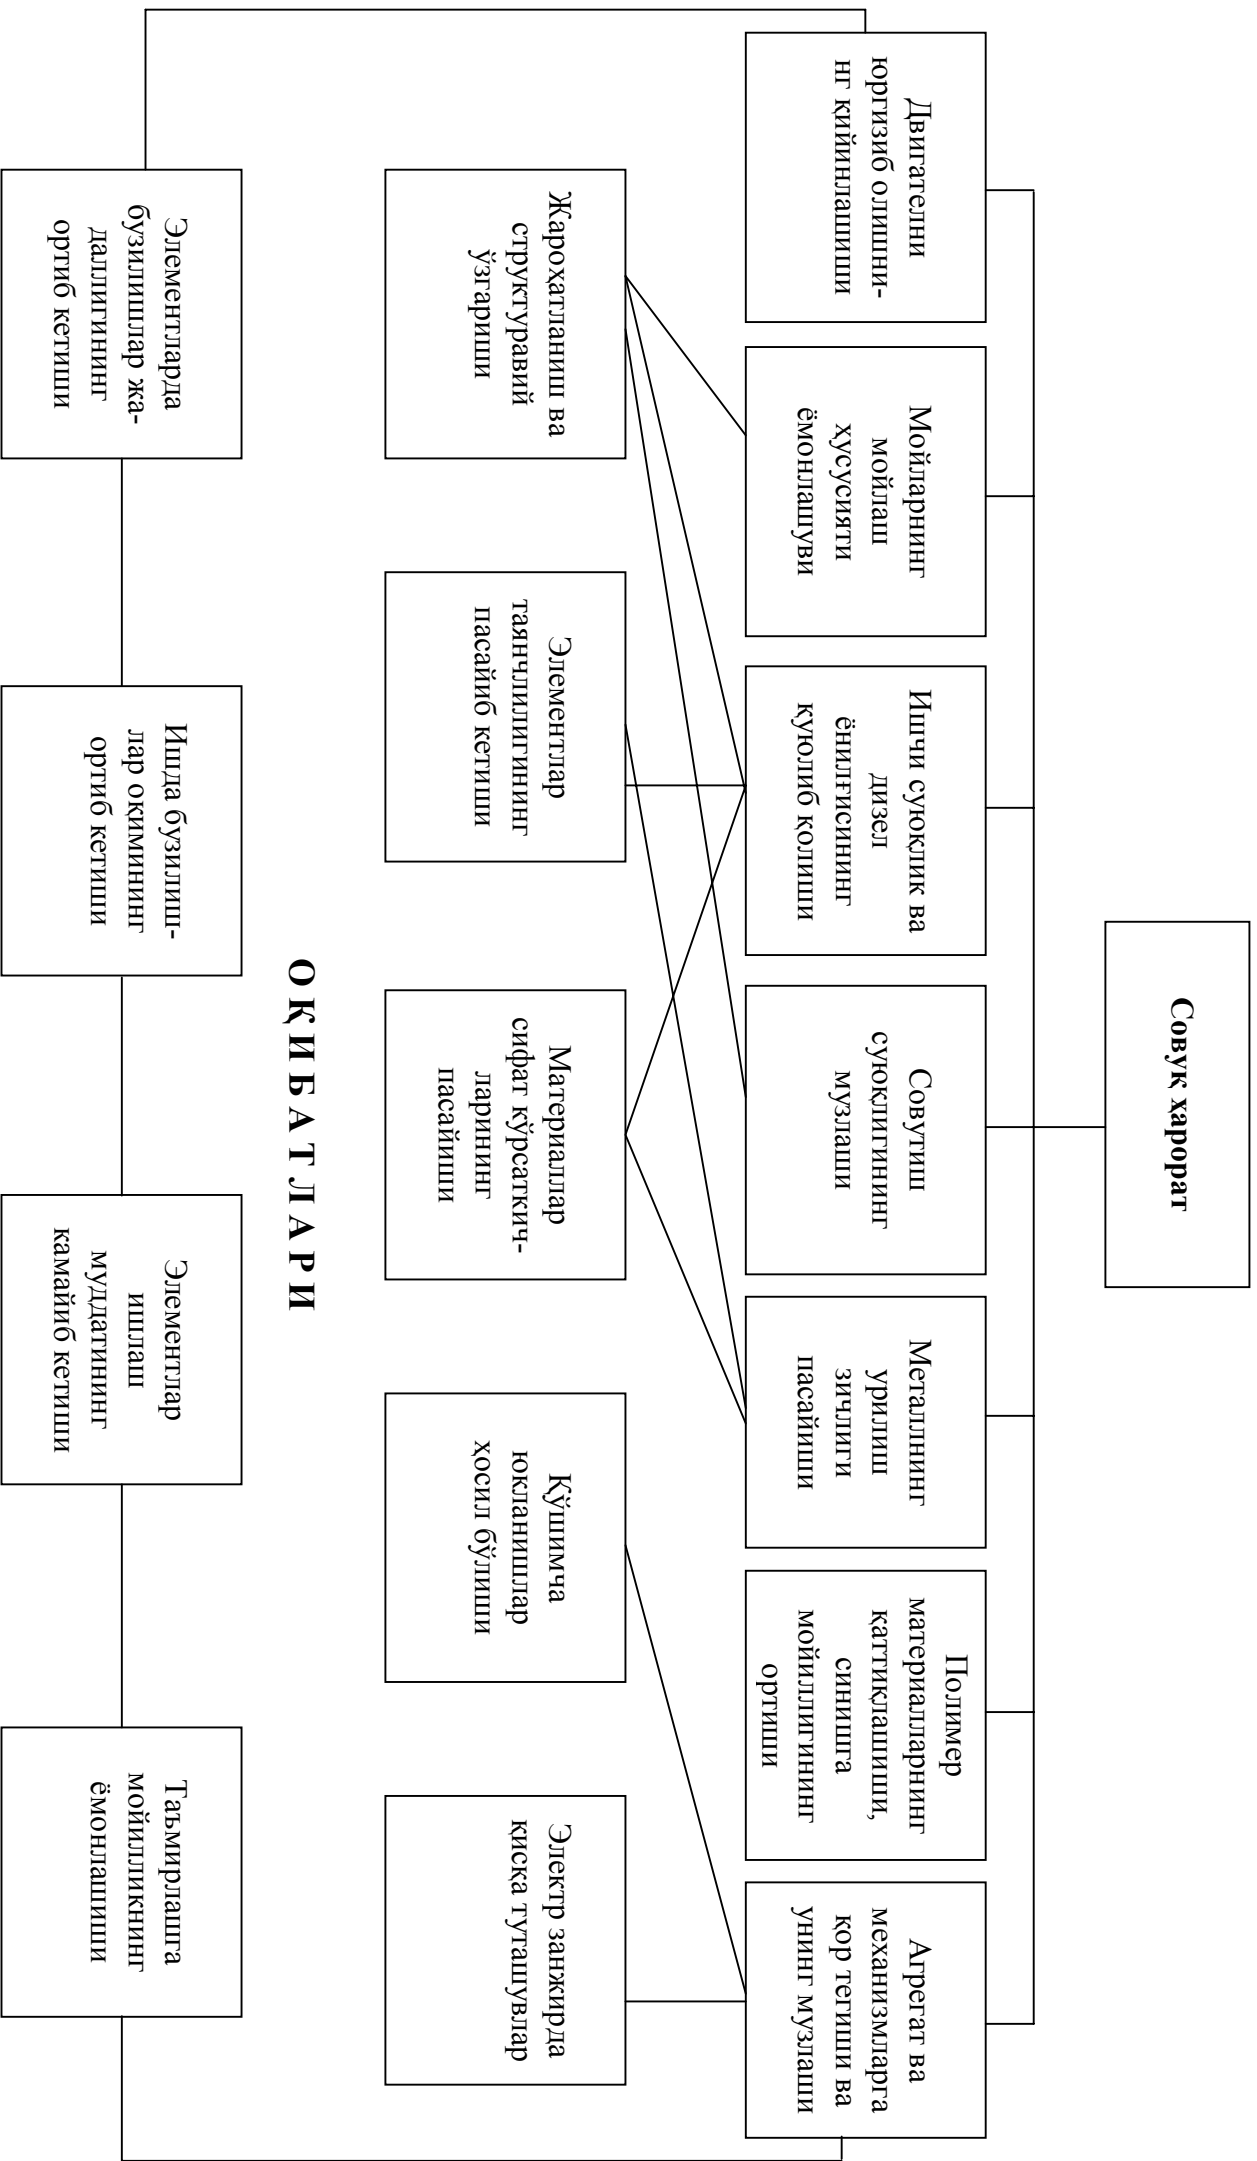 Совуқ ҳарорат
Двигателни
юргизиб олишни-
нг қийинлашиши
Мойларнинг
мойлаш
ҳусусияти
ёмонлашуви
Ишчи суюқлик ва
дизел
ёнилғисининг
қуюлиб қолиши
Совутиш
суюқлигининг
музлаши
Металлнинг
урилиш
зичлиги
пасайиши
Полимер
материалларнинг
қаттиқлашиши,
синишга
мойиллигининг
ортиши
Агрегат ва
механизмларга
қор тегиши ва
унинг музлаши
Жароҳатланиш ва
структуравий
ўзгариши
Элементлар
таянчлилигининг
пасайиб кетиши
Материаллар
сифат кўрсаткич-
ларининг
пасайиши
Қўшимча
юкланишлар
ҳосил бўлиши
Электр занжирда
қисқа туташувлар
ОҚИБАТЛАРИ
Элементларда
бузилишлар жа-
даллигининг
ортиб кетиши
Ишда бузилиш-
лар оқимининг
ортиб кетиши
Элементлар
ишлаш
муддатининг
камайиб кетиши
Таъмирлашга
мойилликнинг
ёмонлашиши